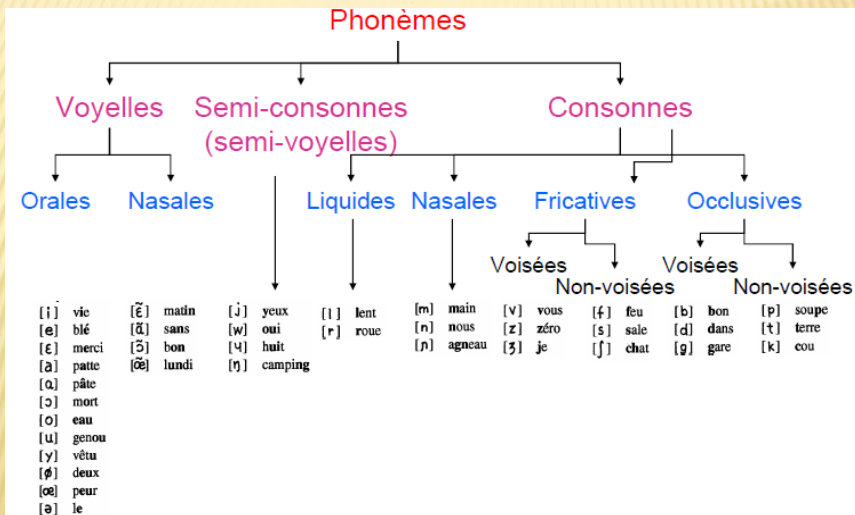 Phonèmes
Voyelles Semi-consonnes Consonnes
(semi-voyelles)
Orales Nasales Liquides Nasales Fricatives Occlusives
Voisées Voisées
Non-voisées Non-voisées
[i] vie
[e] blé
[ɛ] merci
[a] patte
[ɑ] pâte
[ɔ] mort
[o] eau
[u] genou
[y] vêtu
[ø] deux
[œ] peur
[ə] le
[ɛ̃] matin
[ɑ̃] sans
[ɔ̃] bon
[œ̃] lundi
[j] yeux
[w] oui
[ɥ] huit
[ŋ] camping
[l] lent
[r] roue
[m] main
[n] nous
[ɲ] agneau
[v] vous
[z] zéro
[ʒ] je
[f] feu
[s] sale
[ʃ] chat
[b] bon
[d] dans
[g] gare
[p] soupe
[t] terre
[k] cou